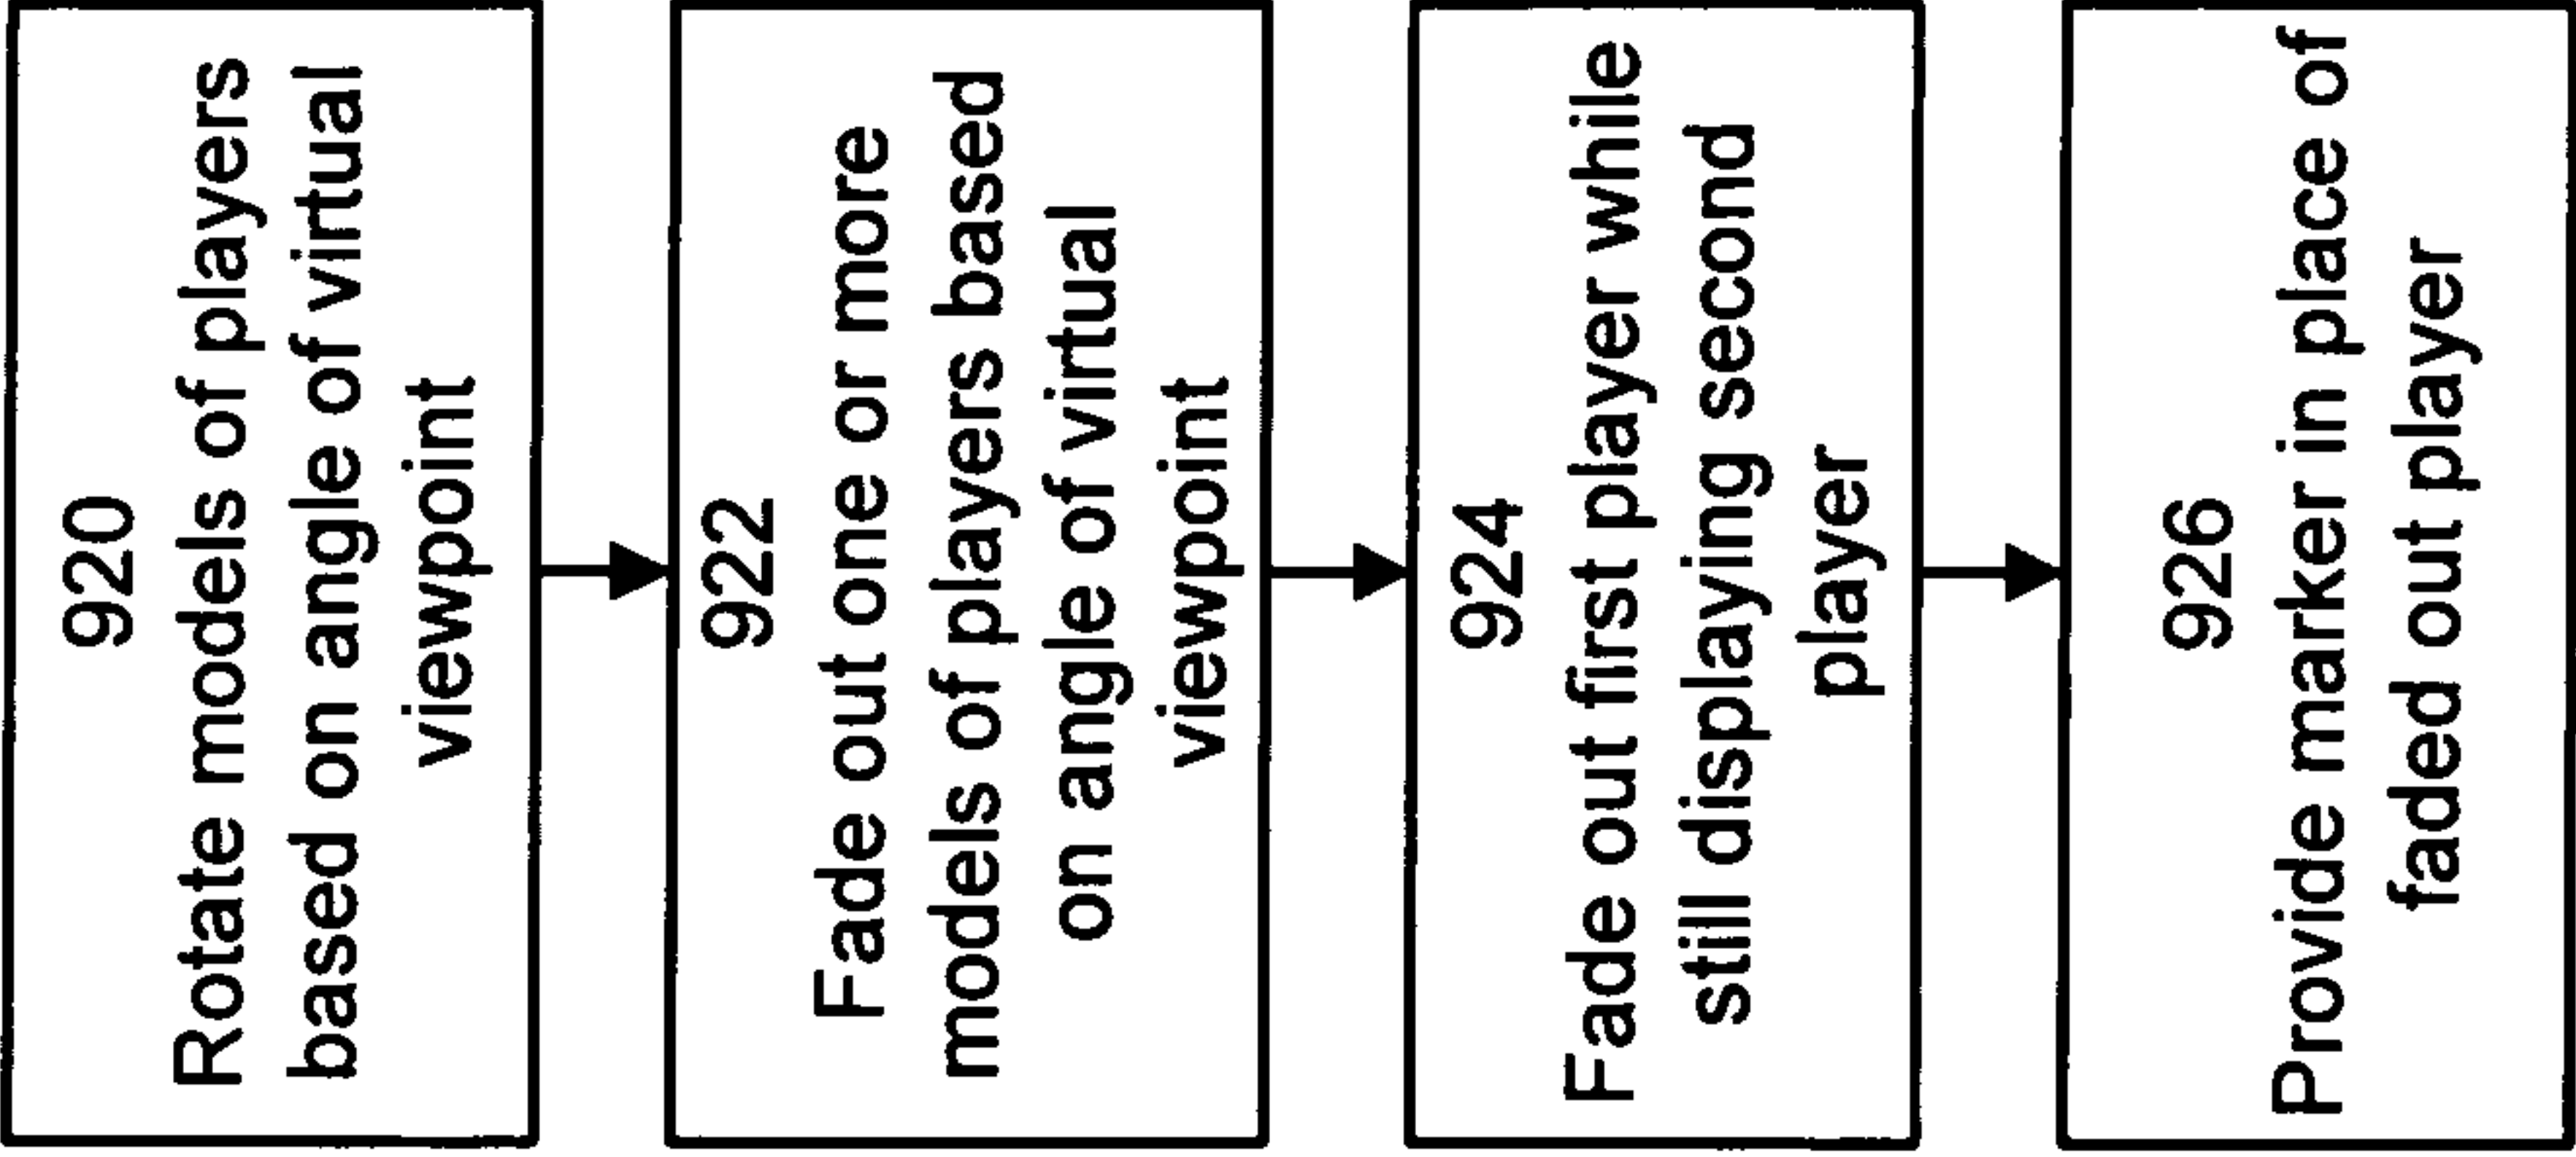 920
Rotate models of players
based on angle of virtual
viewpoint
922
Fade out one or more
models of players based
on angle of virtual
viewpoint
924
Fade out first player while
still displaying second
player
926
Provide marker in place of
faded out player